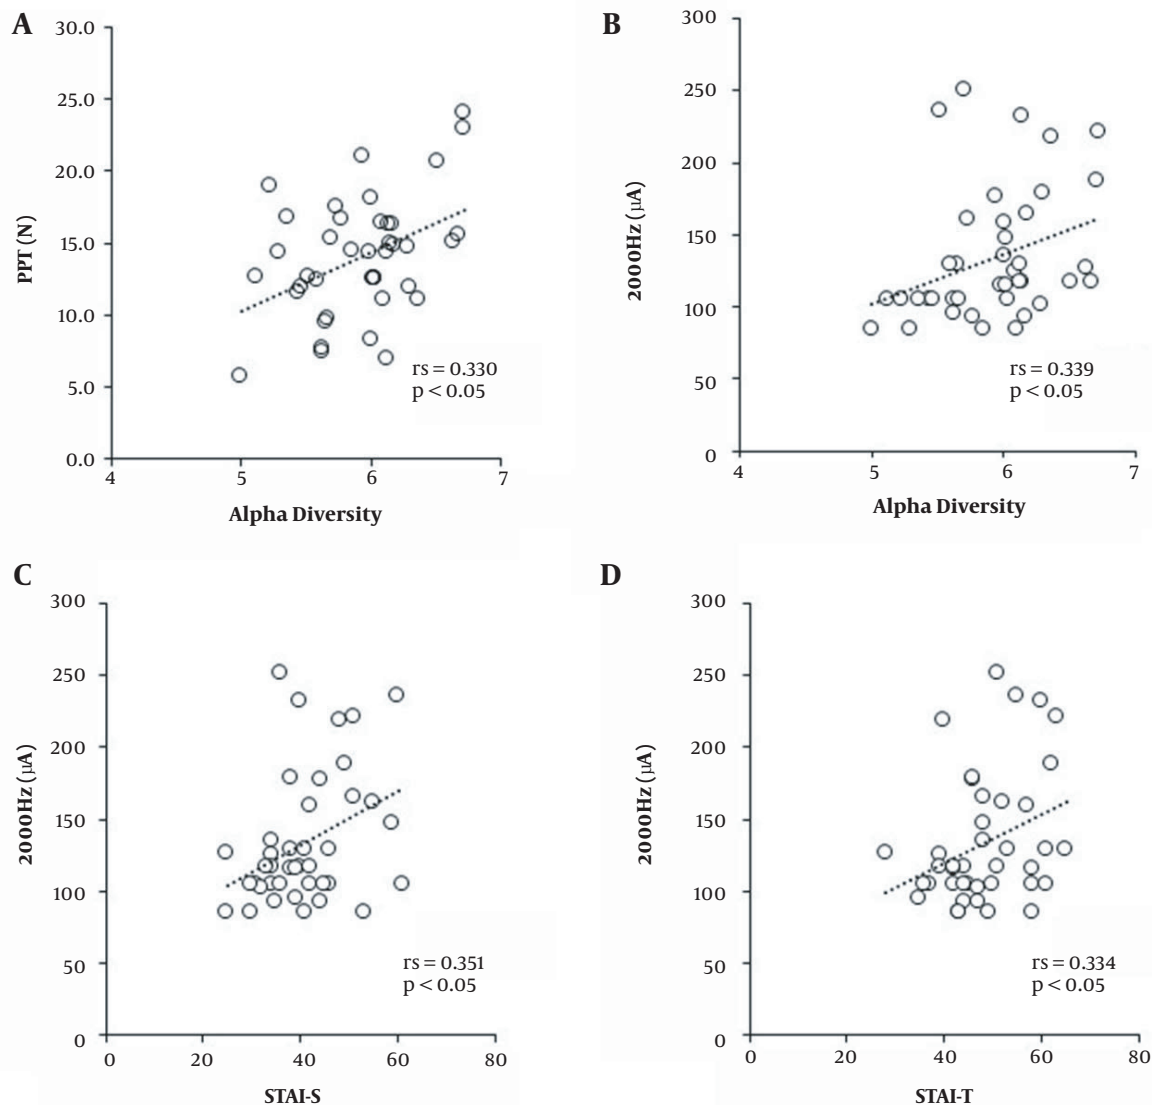 A
PPT (N)
30.0
25.0
20.0
15.0
10.0
5.0
0.0
4 5 6 7
Alpha Diversity
rs = 0.330
p < 0.05
B
2000Hz (μA)
300
250
200
150
100
50
0
4 5 6 7
Alpha Diversity
rs = 0.339
p < 0.05
C
2000Hz (μA)
300
250
200
150
100
50
0
0 20 40 60 80
STAI-S
rs = 0.351
p < 0.05
D
2000Hz (μA)
300
250
200
150
100
50
0
0 20 40 60 80
STAI-T
rs = 0.334
p < 0.05